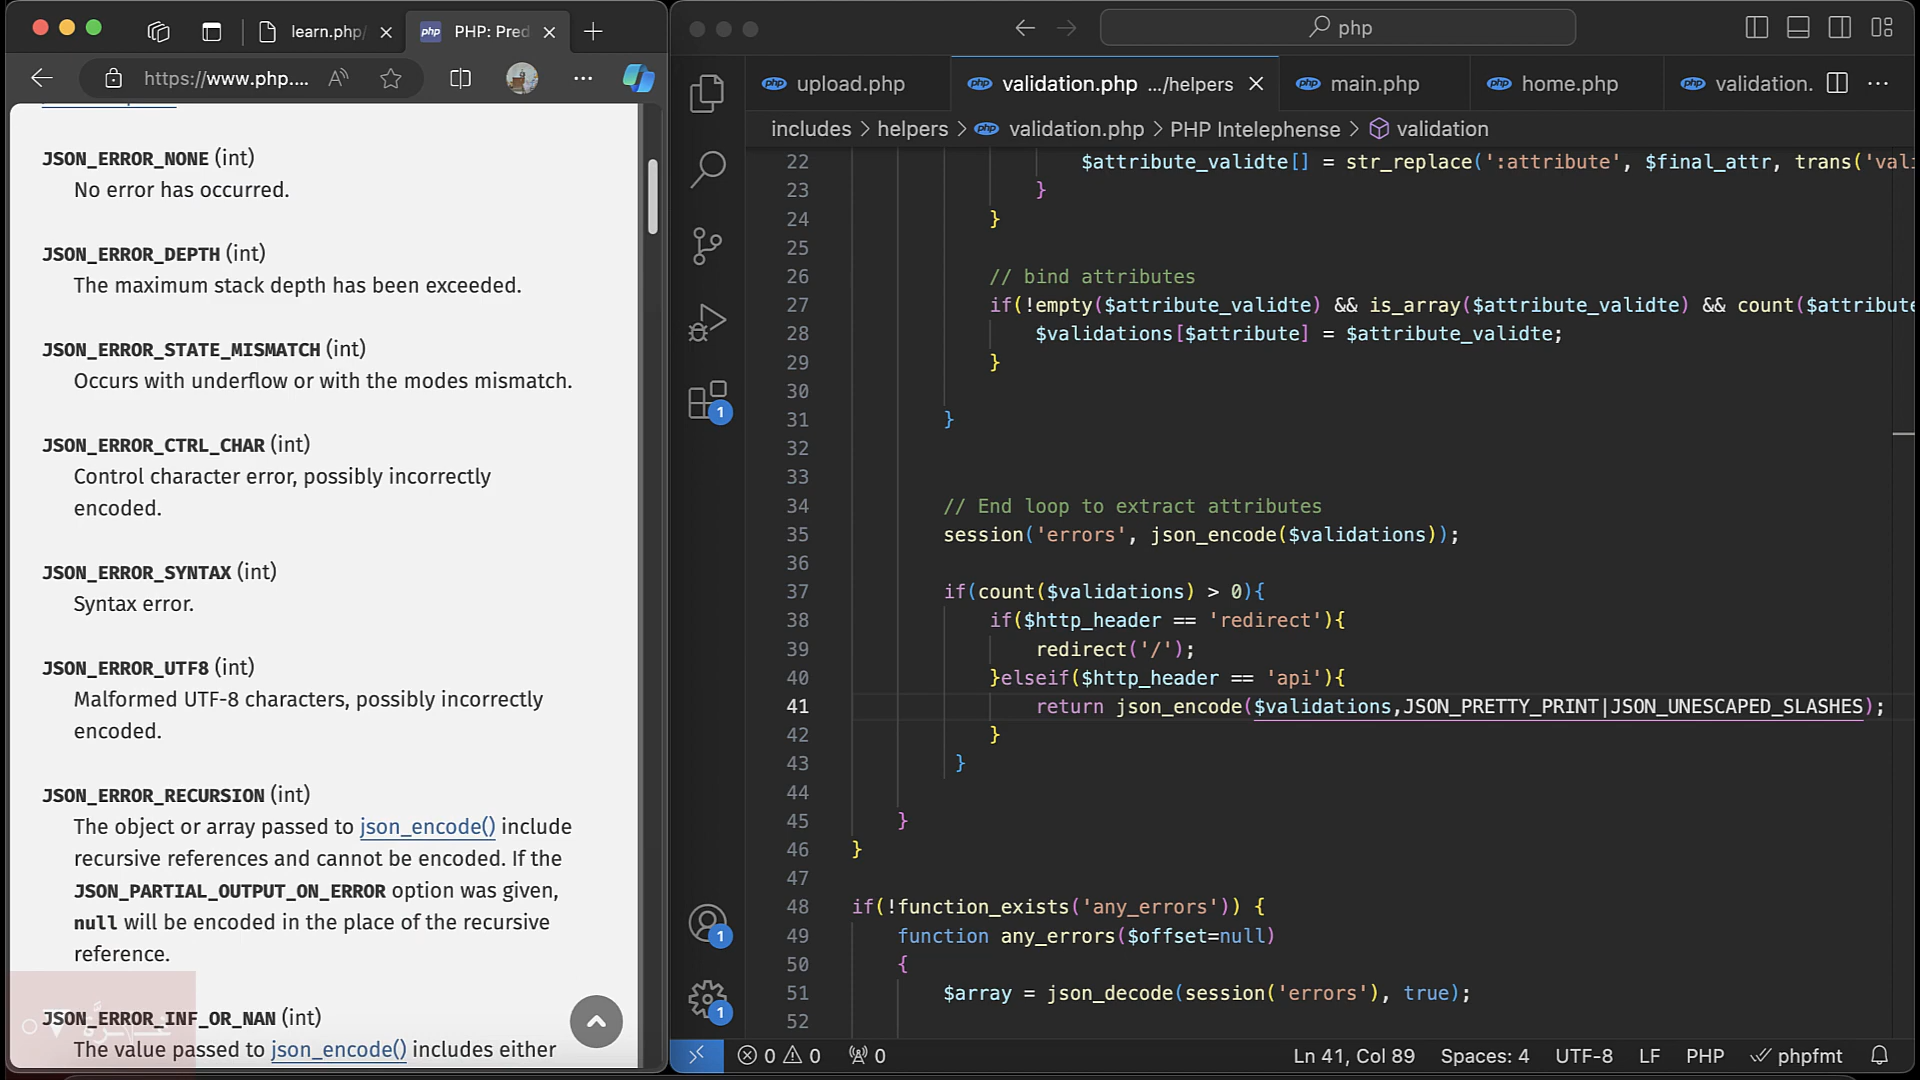 learn.php/
PHP: Pred
https://www.php....
JSON_ERROR_NONE (int)
No error has occurred.
JSON_ERROR_DEPTH (int)
The maximum stack depth has been exceeded.
JSON_ERROR_STATE_MISMATCH (int)
Occurs with underflow or with the modes mismatch.
JSON_ERROR_CTRL_CHAR (int)
Control character error, possibly incorrectly
encoded.
JSON_ERROR_SYNTAX (int)
Syntax error.
JSON_ERROR_UTF8 (int)
Malformed UTF-8 characters, possibly incorrectly
encoded.
JSON_ERROR_RECURSION (int)
The object or array passed to json_encode() include
recursive references and cannot be encoded. If the
JSON_PARTIAL_OUTPUT_ON_ERROR option was given,
null will be encoded in the place of the recursive
reference.
JSON_ERROR_INF_OR_NAN (int)
The value passed to json_encode() includes either
php
upload.php
validation.php .../helpers
main.php
home.php
validation.
includes > helpers > validation.php > PHP Intelephense > validation
22 $attribute_validte[] = str_replace(':attribute', $final_attr, trans('val
23 }
24 }
25
26 // bind attributes
27 if(!empty($attribute_validte) && is_array($attribute_validte) && count($attribute
28 $validations[$attribute] = $attribute_validte;
29 }
30
31 }
32
33
34 // End loop to extract attributes
35 session('errors', json_encode($validations));
36
37 if(count($validations) > 0){
38 if($http_header == 'redirect'){
39 redirect('/');
40 }elseif($http_header == 'api'){
41 return json_encode($validations,JSON_PRETTY_PRINT|JSON_UNESCAPED_SLASHES);
42 }
43 }
44
45 }
46 }
47
48 if(!function_exists('any_errors')) {
49 function any_errors($offset=null)
50 {
51 $array = json_decode(session('errors'), true);
52
1
1
1
0 0 0
Ln 41, Col 89 Spaces: 4 UTF-8 LF PHP phpfmt